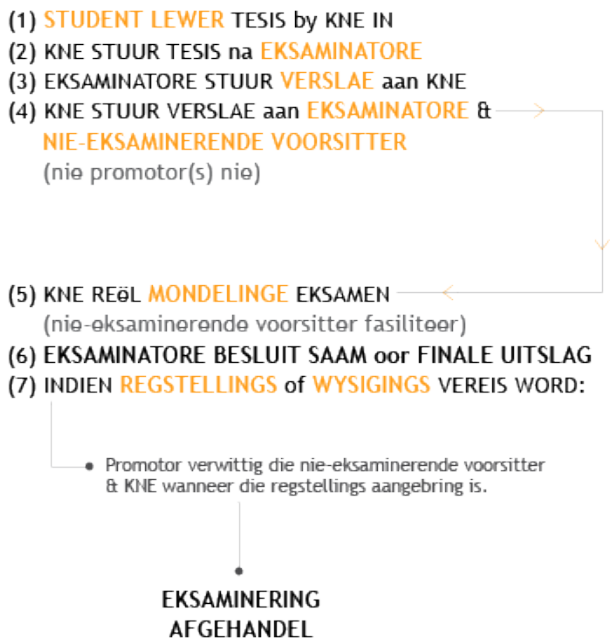 (1) STUDENT LEWER TESIS by KNE IN
(2) KNE STUUR TESIS na EKSAMINATORE
(3) EKSAMINATORE STUUR VERSLAE aan KNE
(4) KNE STUUR VERSLAE aan EKSAMINATORE &
NIE-EKSAMINERENDE VOORSITTER
(nie promotor(s) nie)
(5) KNE REëL MONDELINGE EKSAMEN
(nie-eksaminerende voorsitter fasiliteer)
(6) EKSAMINATORE BESLUIT SAAM oor FINALE UITSLAG
(7) INDIEN REGSTELLINGS of WYSIGINGS VEREIS WORD:
Promotor verwittig die nie-eksaminerende voorsitter
& KNE wanneer die regstellings aangebring is.
EKSAMINERING
AFGEHANDEL